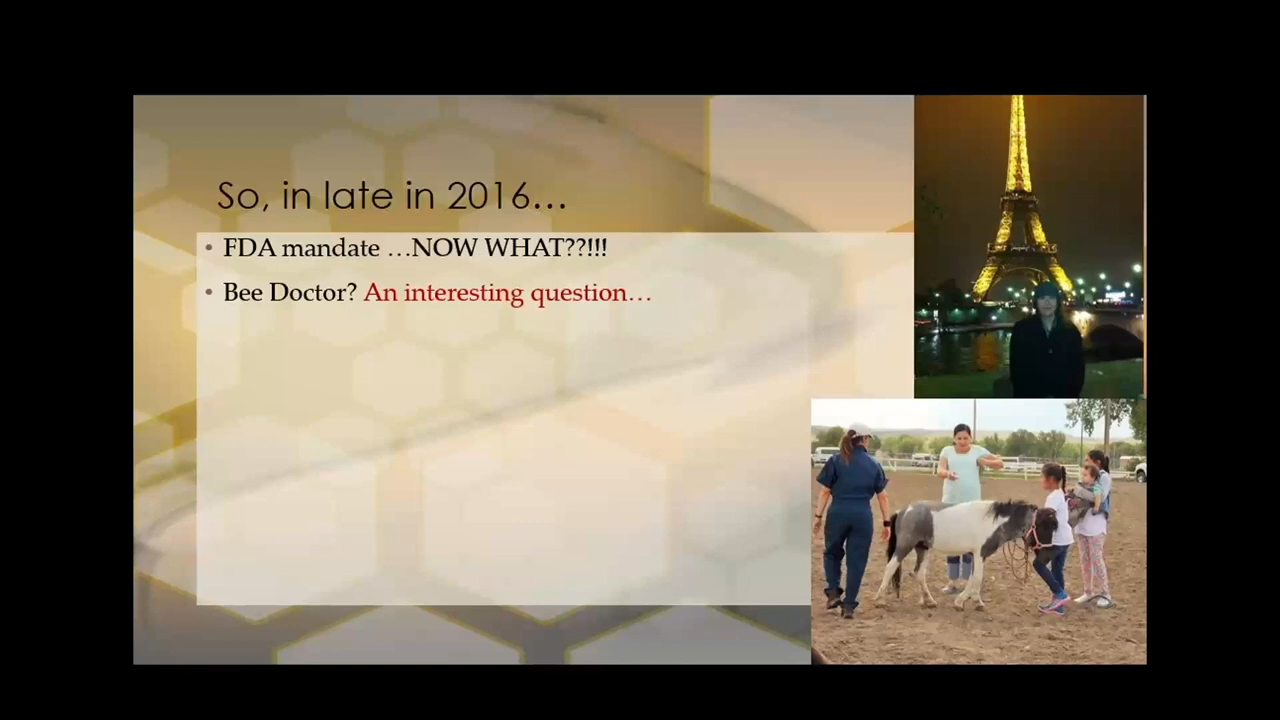 So, in late in 2016…
• FDA mandate …NOW WHAT??!!!
• Bee Doctor? An interesting question…